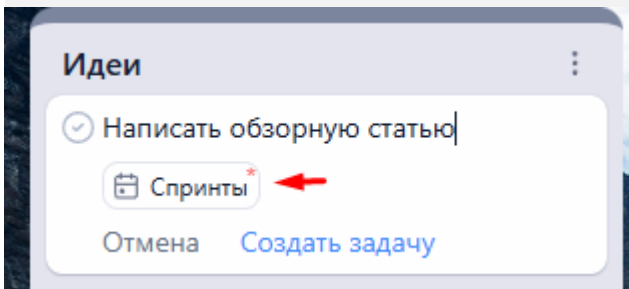 Идеи
Написать обзорную статью
Спринты*
Отмена Создать задачу